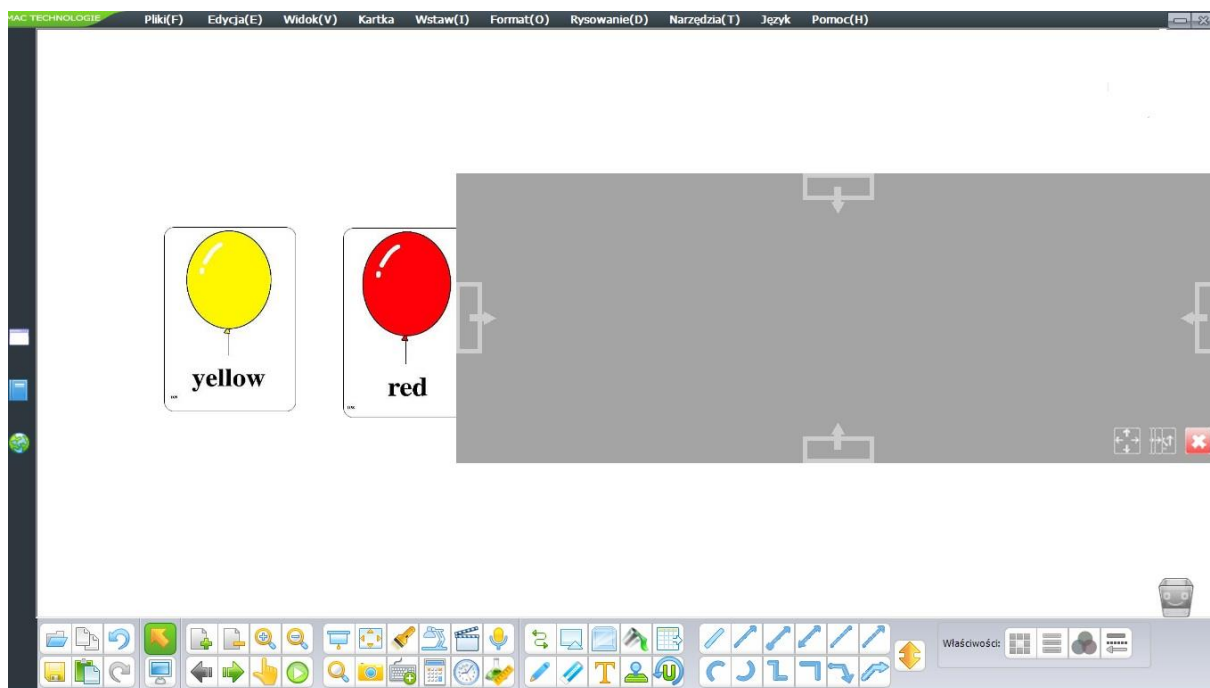 MAC TECHNOLOGIE Pliki(F) Edycja(E) Widok(V) Kartka Wstaw(I) Format(O) Rysowanie(D) Narzędzia(T) Język Pomoc(H)
yellow
red
Właściwości: